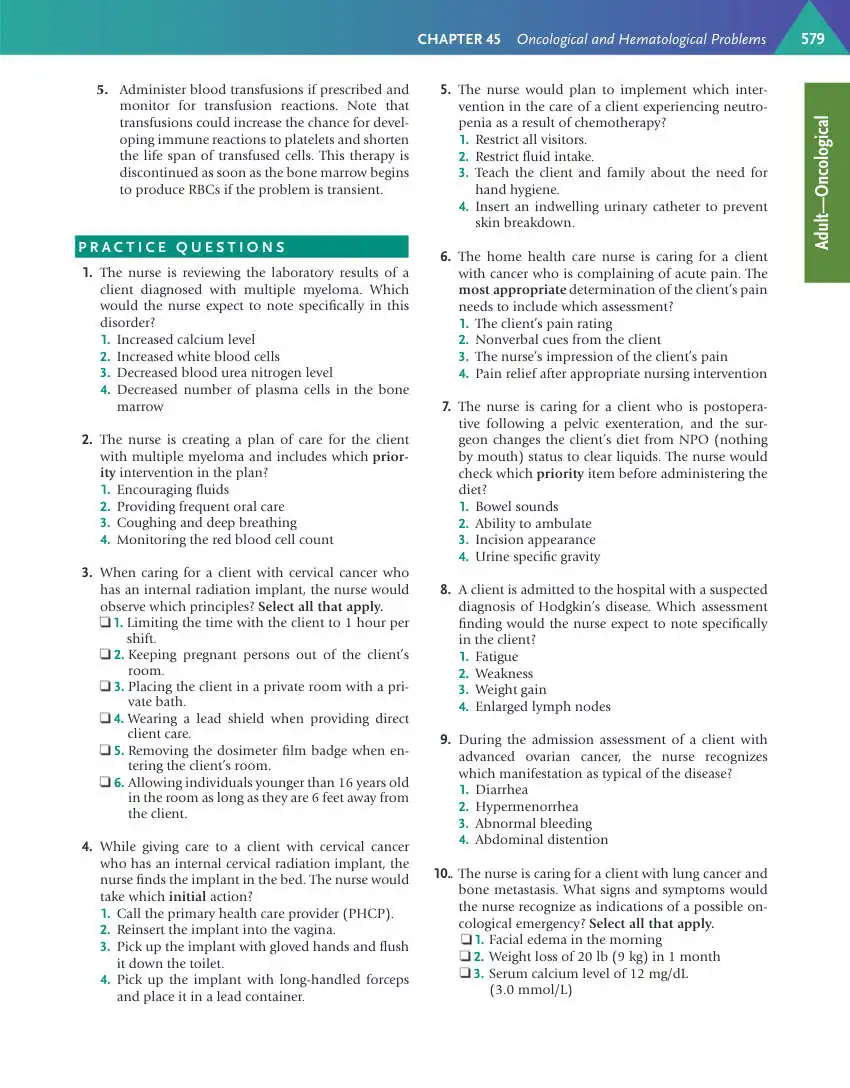 CHAPTER 45 Oncological and Hematological Problems 579
5. Administer blood transfusions if prescribed and
monitor for transfusion reactions. Note that
transfusions could increase the chance for devel-
oping immune reactions to platelets and shorten
the life span of transfused cells. This therapy is
discontinued as soon as the bone marrow begins
to produce RBCs if the problem is transient.
PRACTICE QUESTIONS
1. The nurse is reviewing the laboratory results of a
client diagnosed with multiple myeloma. Which
would the nurse expect to note specifically in this
disorder?
1. Increased calcium level
2. Increased white blood cells
3. Decreased blood urea nitrogen level
4. Decreased number of plasma cells in the bone
marrow
2. The nurse is creating a plan of care for the client
with multiple myeloma and includes which prior-
ity intervention in the plan?
1. Encouraging fluids
2. Providing frequent oral care
3. Coughing and deep breathing
4. Monitoring the red blood cell count
3. When caring for a client with cervical cancer who
has an internal radiation implant, the nurse would
observe which principles? Select all that apply.
❑ 1. Limiting the time with the client to 1 hour per
shift.
❑ 2. Keeping pregnant persons out of the client's
room.
❑ 3. Placing the client in a private room with a pri-
vate bath.
❑ 4. Wearing a lead shield when providing direct
client care.
❑ 5. Removing the dosimeter film badge when en-
tering the client's room.
❑ 6. Allowing individuals younger than 16 years old
in the room as long as they are 6 feet away from
the client.
4. While giving care to a client with cervical cancer
who has an internal cervical radiation implant, the
nurse finds the implant in the bed. The nurse would
take which initial action?
1. Call the primary health care provider (PHCP).
2. Reinsert the implant into the vagina.
3. Pick up the implant with gloved hands and flush
it down the toilet.
4. Pick up the implant with long-handled forceps
and place it in a lead container.
5. The nurse would plan to implement which inter-
vention in the care of a client experiencing neutro-
penia as a result of chemotherapy?
1. Restrict all visitors.
2. Restrict fluid intake.
3. Teach the client and family about the need for
hand hygiene.
4. Insert an indwelling urinary catheter to prevent
skin breakdown.
6. The home health care nurse is caring for a client
with cancer who is complaining of acute pain. The
most appropriate determination of the client's pain
needs to include which assessment?
1. The client's pain rating
2. Nonverbal cues from the client
3. The nurse's impression of the client's pain
4. Pain relief after appropriate nursing intervention
7. The nurse is caring for a client who is postopera-
tive following a pelvic exenteration, and the sur-
geon changes the client's diet from NPO (nothing
by mouth) status to clear liquids. The nurse would
check which priority item before administering the
diet?
1. Bowel sounds
2. Ability to ambulate
3. Incision appearance
4. Urine specific gravity
8. A client is admitted to the hospital with a suspected
diagnosis of Hodgkin's disease. Which assessment
finding would the nurse expect to note specifically
in the client?
1. Fatigue
2. Weakness
3. Weight gain
4. Enlarged lymph nodes
9. During the admission assessment of a client with
advanced ovarian cancer, the nurse recognizes
which manifestation as typical of the disease?
1. Diarrhea
2. Hypermenorrhea
3. Abnormal bleeding
4. Abdominal distention
10.. The nurse is caring for a client with lung cancer and
bone metastasis. What signs and symptoms would
the nurse recognize as indications of a possible on-
cological emergency? Select all that apply.
❑ 1. Facial edema in the morning
❑ 2. Weight loss of 20 lb (9 kg) in 1 month
❑ 3. Serum calcium level of 12 mg/dL
(3.0 mmol/L)
Adult—Oncological